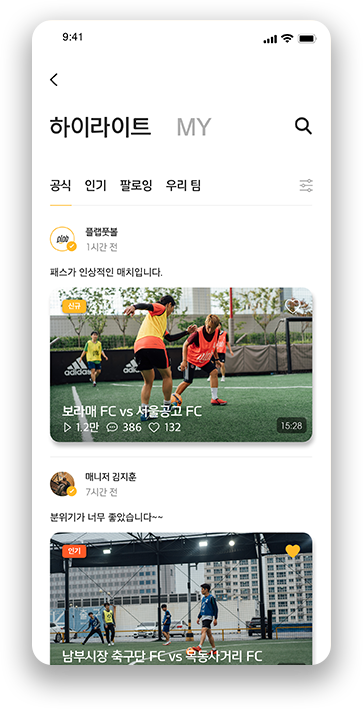 9:41
하이라이트 MY
공식 인기 팔로잉 우리 팀
plab
플랩풋볼
1시간 전
패스가 인상적인 매치입니다.
신규
adidas
adidas
보라매 FC vs 서울공고 FC
1.2만 386 132
15:28
매니저 김지훈
7시간 전
분위기가 너무 좋았습니다~~
인기
남부시장 축구단 FC vs 목동사거리 FC